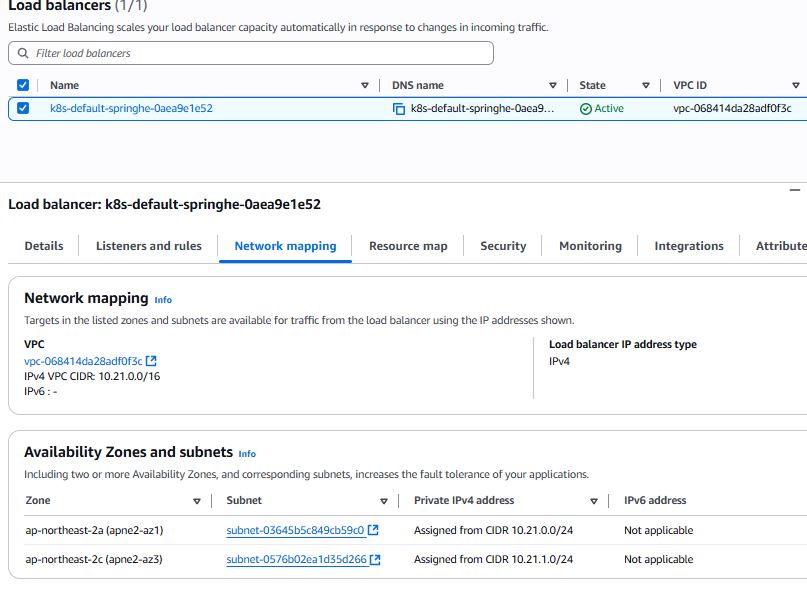 Load balancers (1/1)
Elastic Load Balancing scales your load balancer capacity automatically in response to changes in incoming traffic.
Filter load balancers
Name DNS name State VPC ID
k8s-default-springhe-0aea9e1e52 k8s-default-springhe-0aea9... Active vpc-068414da28adf0f3c
Load balancer: k8s-default-springhe-0aea9e1e52
Details Listeners and rules Network mapping Resource map Security Monitoring Integrations Attribute
Network mapping Info
Targets in the listed zones and subnets are available for traffic from the load balancer using the IP addresses shown.
VPC Load balancer IP address type
vpc-068414da28adf0f3c IPv4
IPv4 VPC CIDR: 10.21.0.0/16
IPv6 : -
Availability Zones and subnets Info
Including two or more Availability Zones, and corresponding subnets, increases the fault tolerance of your applications.
Zone Subnet Private IPv4 address IPv6 address
ap-northeast-2a (apne2-az1) subnet-03645b5c849cb59c0 Assigned from CIDR 10.21.0.0/24 Not applicable
ap-northeast-2c (apne2-az3) subnet-0576b02ea1d35d266 Assigned from CIDR 10.21.1.0/24 Not applicable